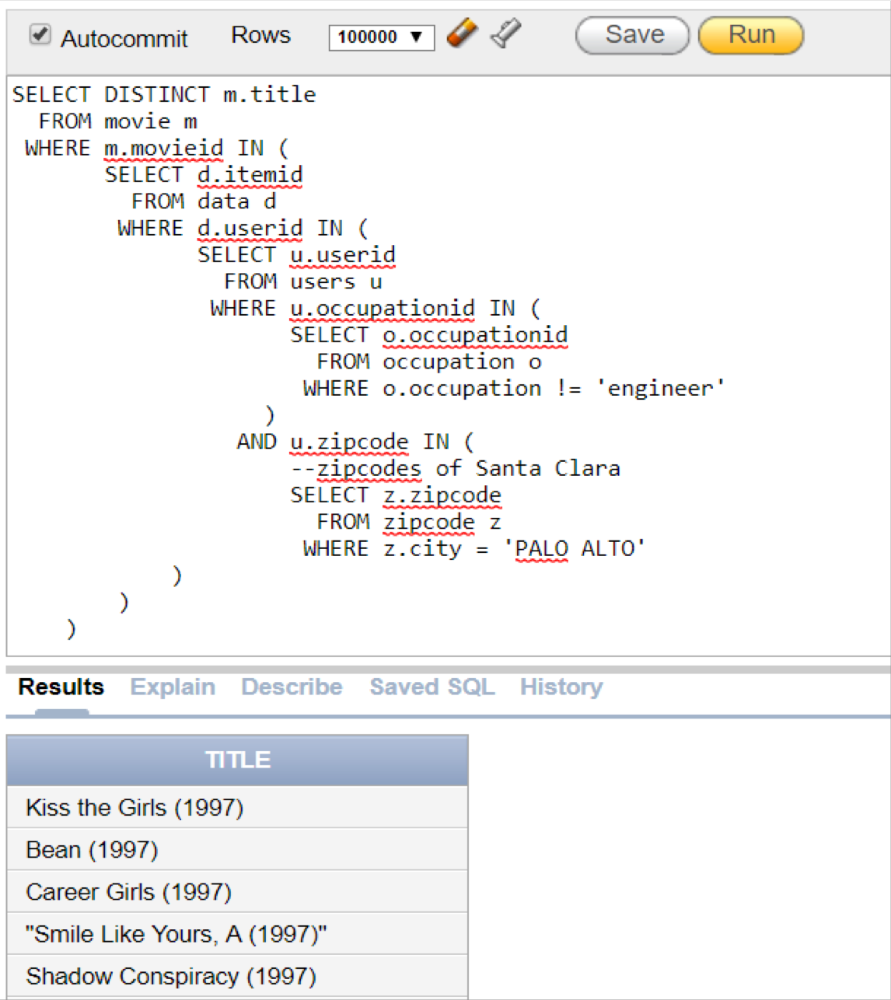 Autocommit Rows 100000 Save Run
SELECT DISTINCT m.title
FROM movie m
WHERE m.movieid IN (
SELECT d.itemid
FROM data d
WHERE d.userid IN (
SELECT u.userid
FROM users u
WHERE u.occupationid IN (
SELECT o.occupationid
FROM occupation o
WHERE o.occupation != 'engineer'
)
AND u.zipcode IN (
--zipcodes of Santa Clara
SELECT z.zipcode
FROM zipcode z
WHERE z.city = 'PALO ALTO'
)
)
)
Results Explain Describe Saved SQL History
TITLE
Kiss the Girls (1997)
Bean (1997)
Career Girls (1997)
"Smile Like Yours, A (1997)"
Shadow Conspiracy (1997)